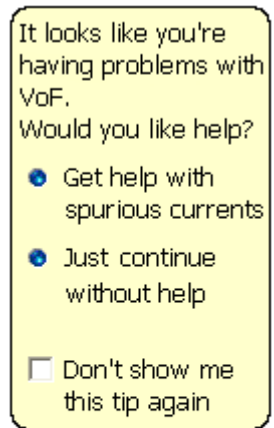 It looks like you're
having problems with
VoF.
Would you like help?
Get help with
spurious currents
Just continue
without help
Don't show me
this tip again